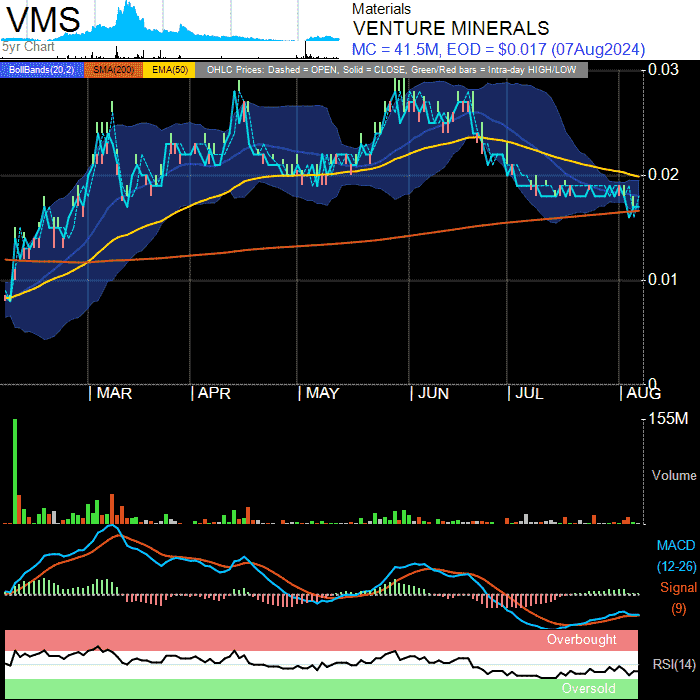 VMS
5yr Chart
Materials
VENTURE MINERALS
MC = 41.5M, EOD = $0.017 (07Aug2024)
BollBands(20,2) SMA(200) EMA(50) OHLC Prices: Dashed = OPEN, Solid = CLOSE, Green/Red bars = Intra-day HIGH/LOW
0.03
0.02
0.01
0
MAR APR MAY JUN JUL AUG
155M
Volume
MACD
(12-26)
Signal
(9)
Overbought
RSI(14)
Oversold